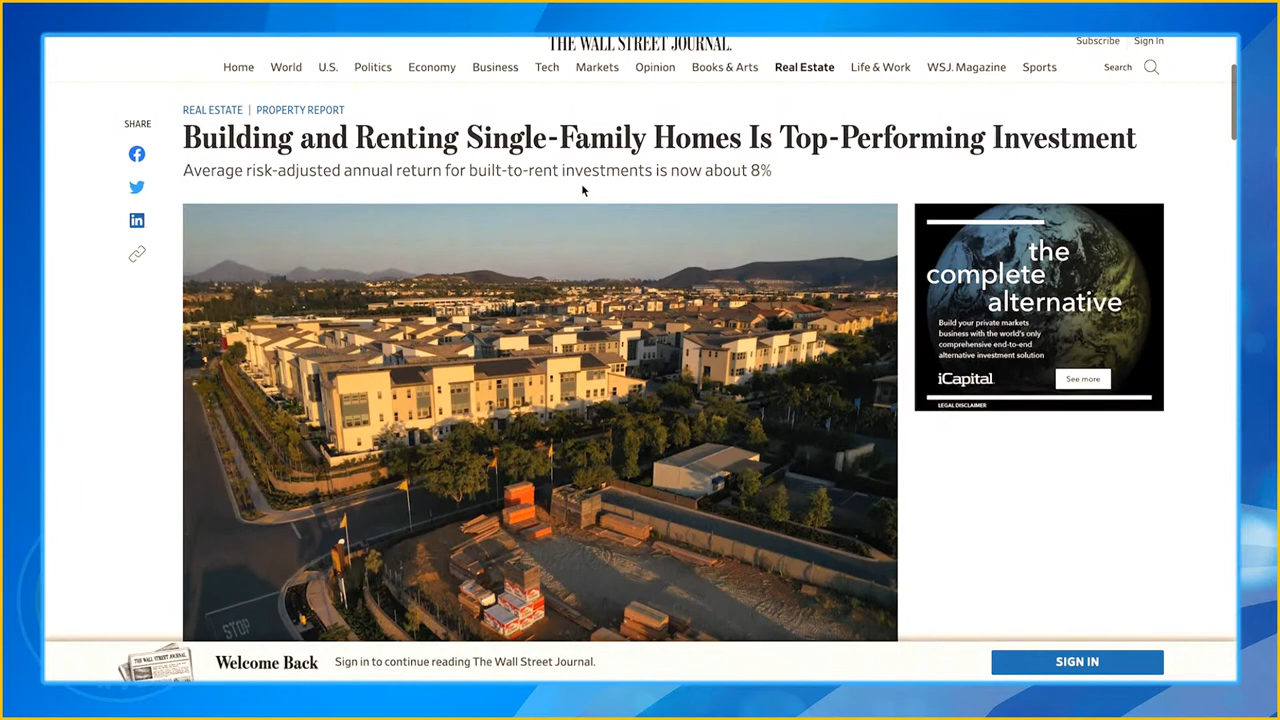 THE WALL STREET JOURNAL.
Subscribe Sign In
Home World U.S. Politics Economy Business Tech Markets Opinion Books & Arts Real Estate Life & Work WSJ. Magazine Sports Search
REAL ESTATE | PROPERTY REPORT
SHARE
Building and Renting Single-Family Homes Is Top-Performing Investment
Average risk-adjusted annual return for built-to-rent investments is now about 8%
the
complete
alternative
Build your private markets
business with the world's only
comprehensive end-to-end
alternative investment solution
iCapital.
See more
LEGAL DISCLAIMER
STOP
THE WALL STREET JOURNAL.
Welcome Back Sign in to continue reading The Wall Street Journal.
SIGN IN